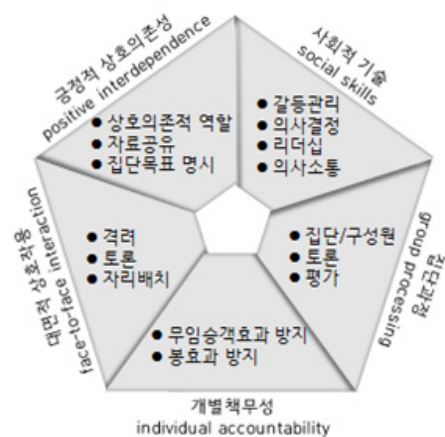 긍정적 상호의존성
positive interdependence
● 상호의존적 역할
● 자료공유
● 집단목표 명시
사회적 기술
social skills
● 갈등관리
● 의사결정
● 리더십
● 의사소통
대면적 상호작용
face-to-face interaction
● 격려
● 토론
● 자리배치
집단과정
group processing
● 집단/구성원
● 토론
● 평가
● 무임승객효과 방지
● 봉효과 방지
개별책무성
individual accountability